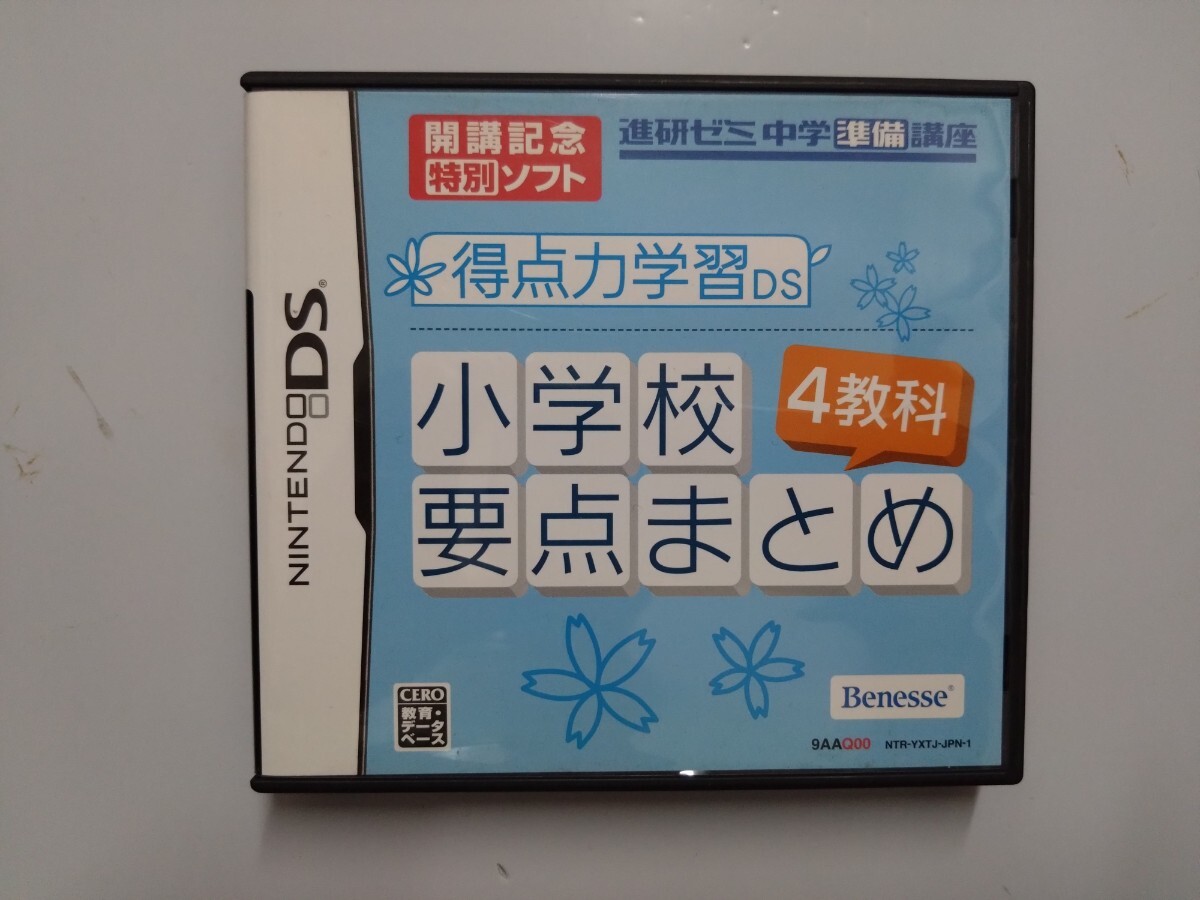 開講記念
特別ソフト
進研ゼミ中学準備講座
得点力学習DS
小学校
4教科
要点まとめ
NINTENDO DS®
CERO
教育・
データ
ベース
Benesse®
9AAQ00 NTR-YXTJ-JPN-1